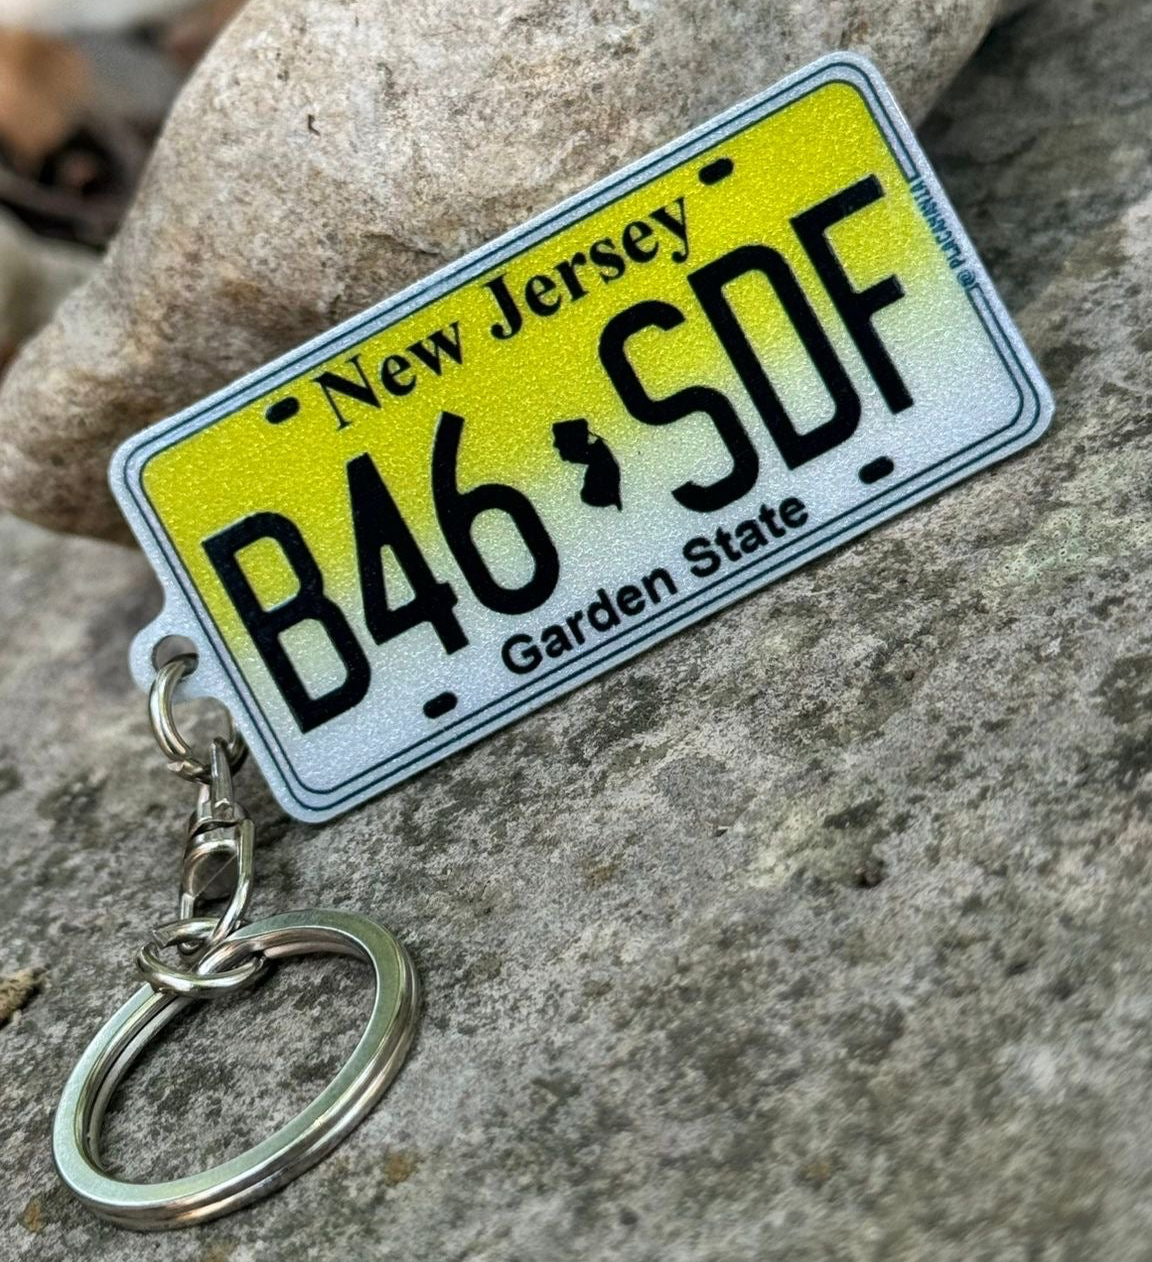 New Jersey
B46 SDF
Garden State